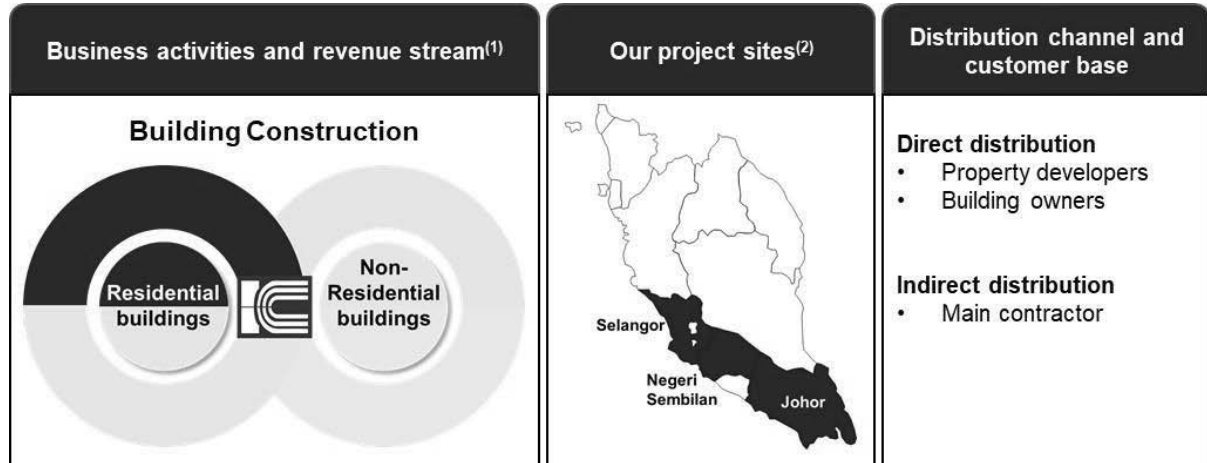 Business activities and revenue stream(1)
Building Construction
Residential
buildings
Non-
Residential
buildings
Our project sites(2)
Selangor
Negeri
Sembilan
Johor
Distribution channel and
customer base
Direct distribution
• Property developers
• Building owners
Indirect distribution
• Main contractor